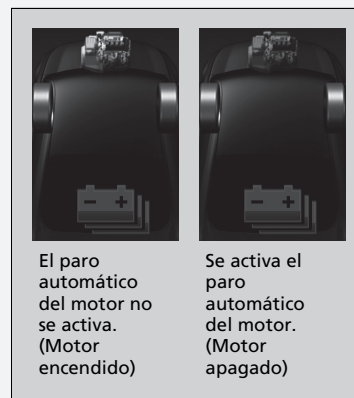 El paro
automático
del motor no
se activa.
(Motor
encendido)
Se activa el
paro
automático
del motor.
(Motor
apagado)